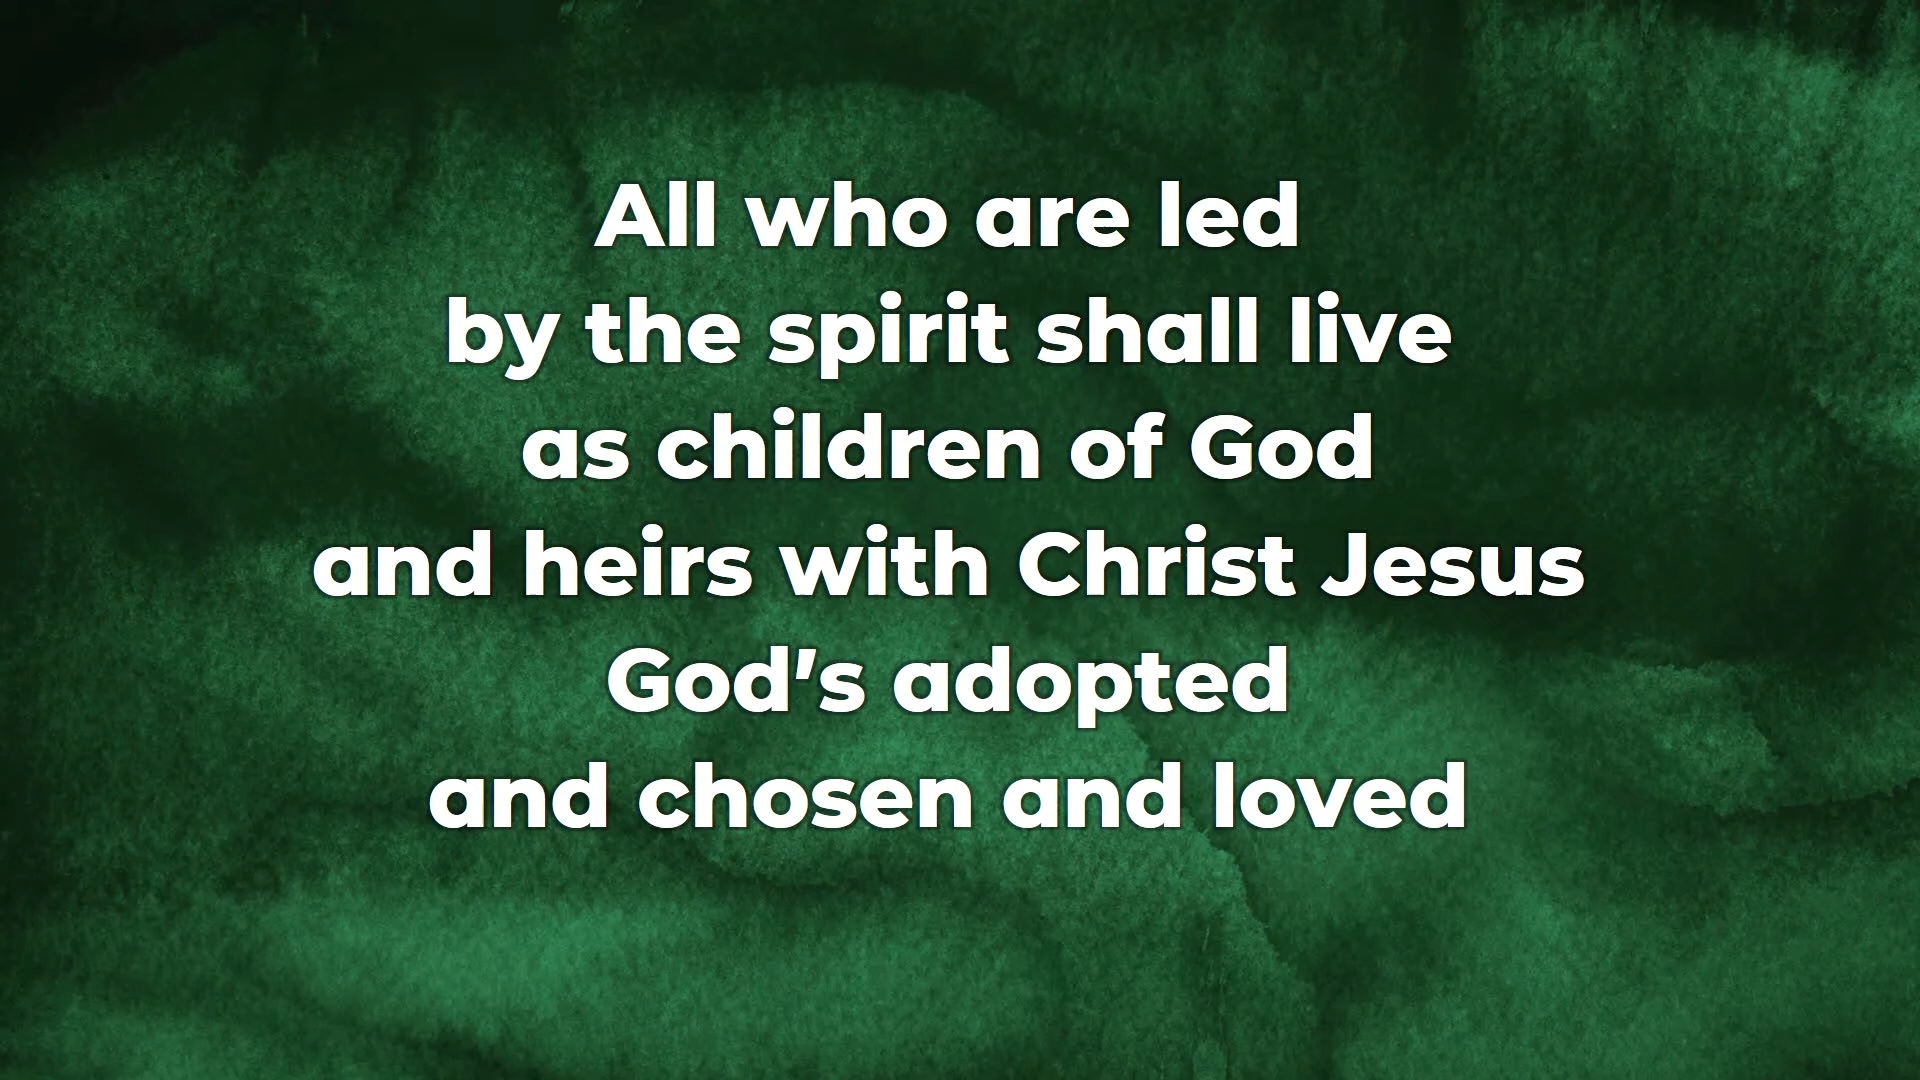 All who are led
by the spirit shall live
as children of God
and heirs with Christ Jesus
God's adopted
and chosen and loved